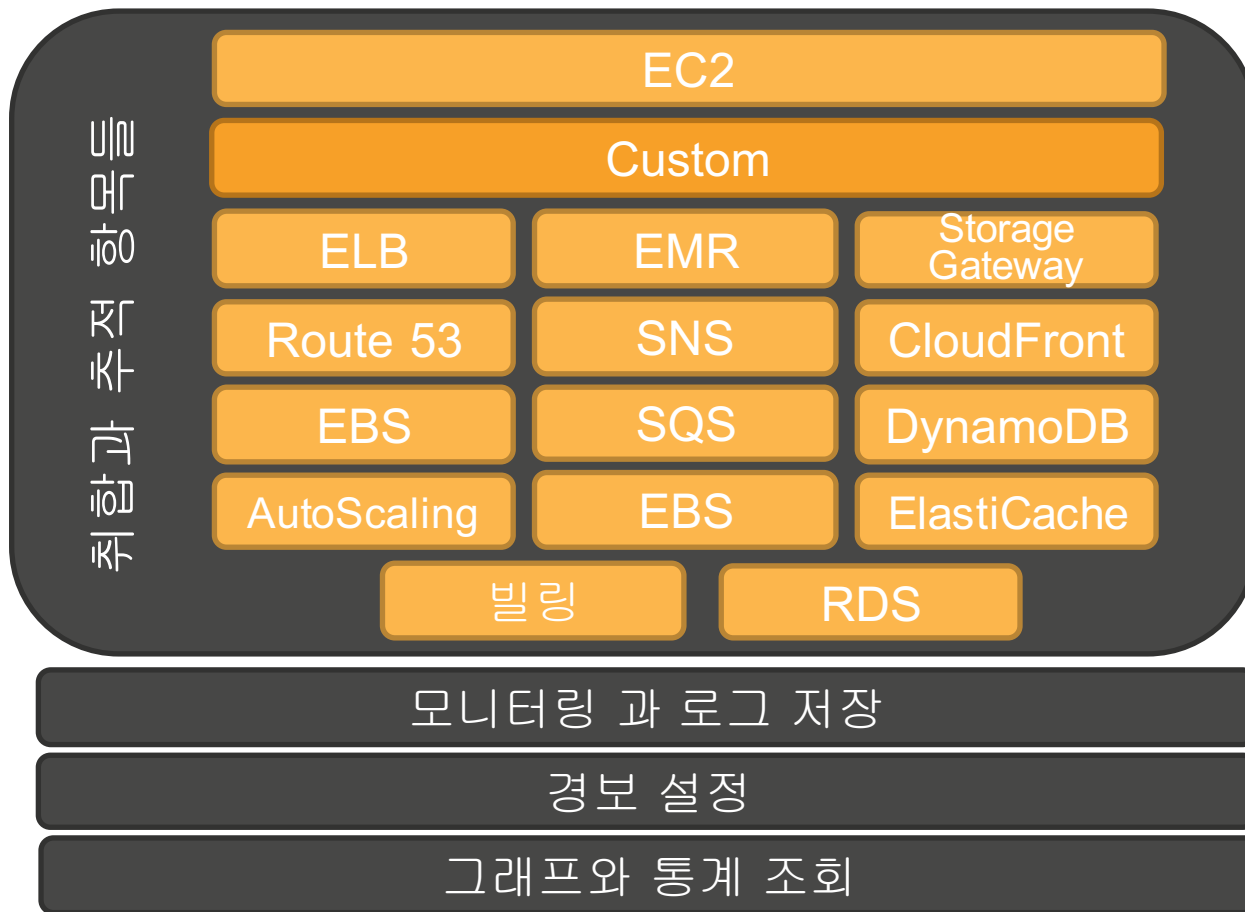 취합과 추적 항목들
EC2
Custom
ELB
EMR
Storage
Gateway
Route 53
SNS
CloudFront
EBS
SQS
DynamoDB
AutoScaling
EBS
ElastiCache
빌링
RDS
모니터링 과 로그 저장
경보 설정
그래프와 통계 조회